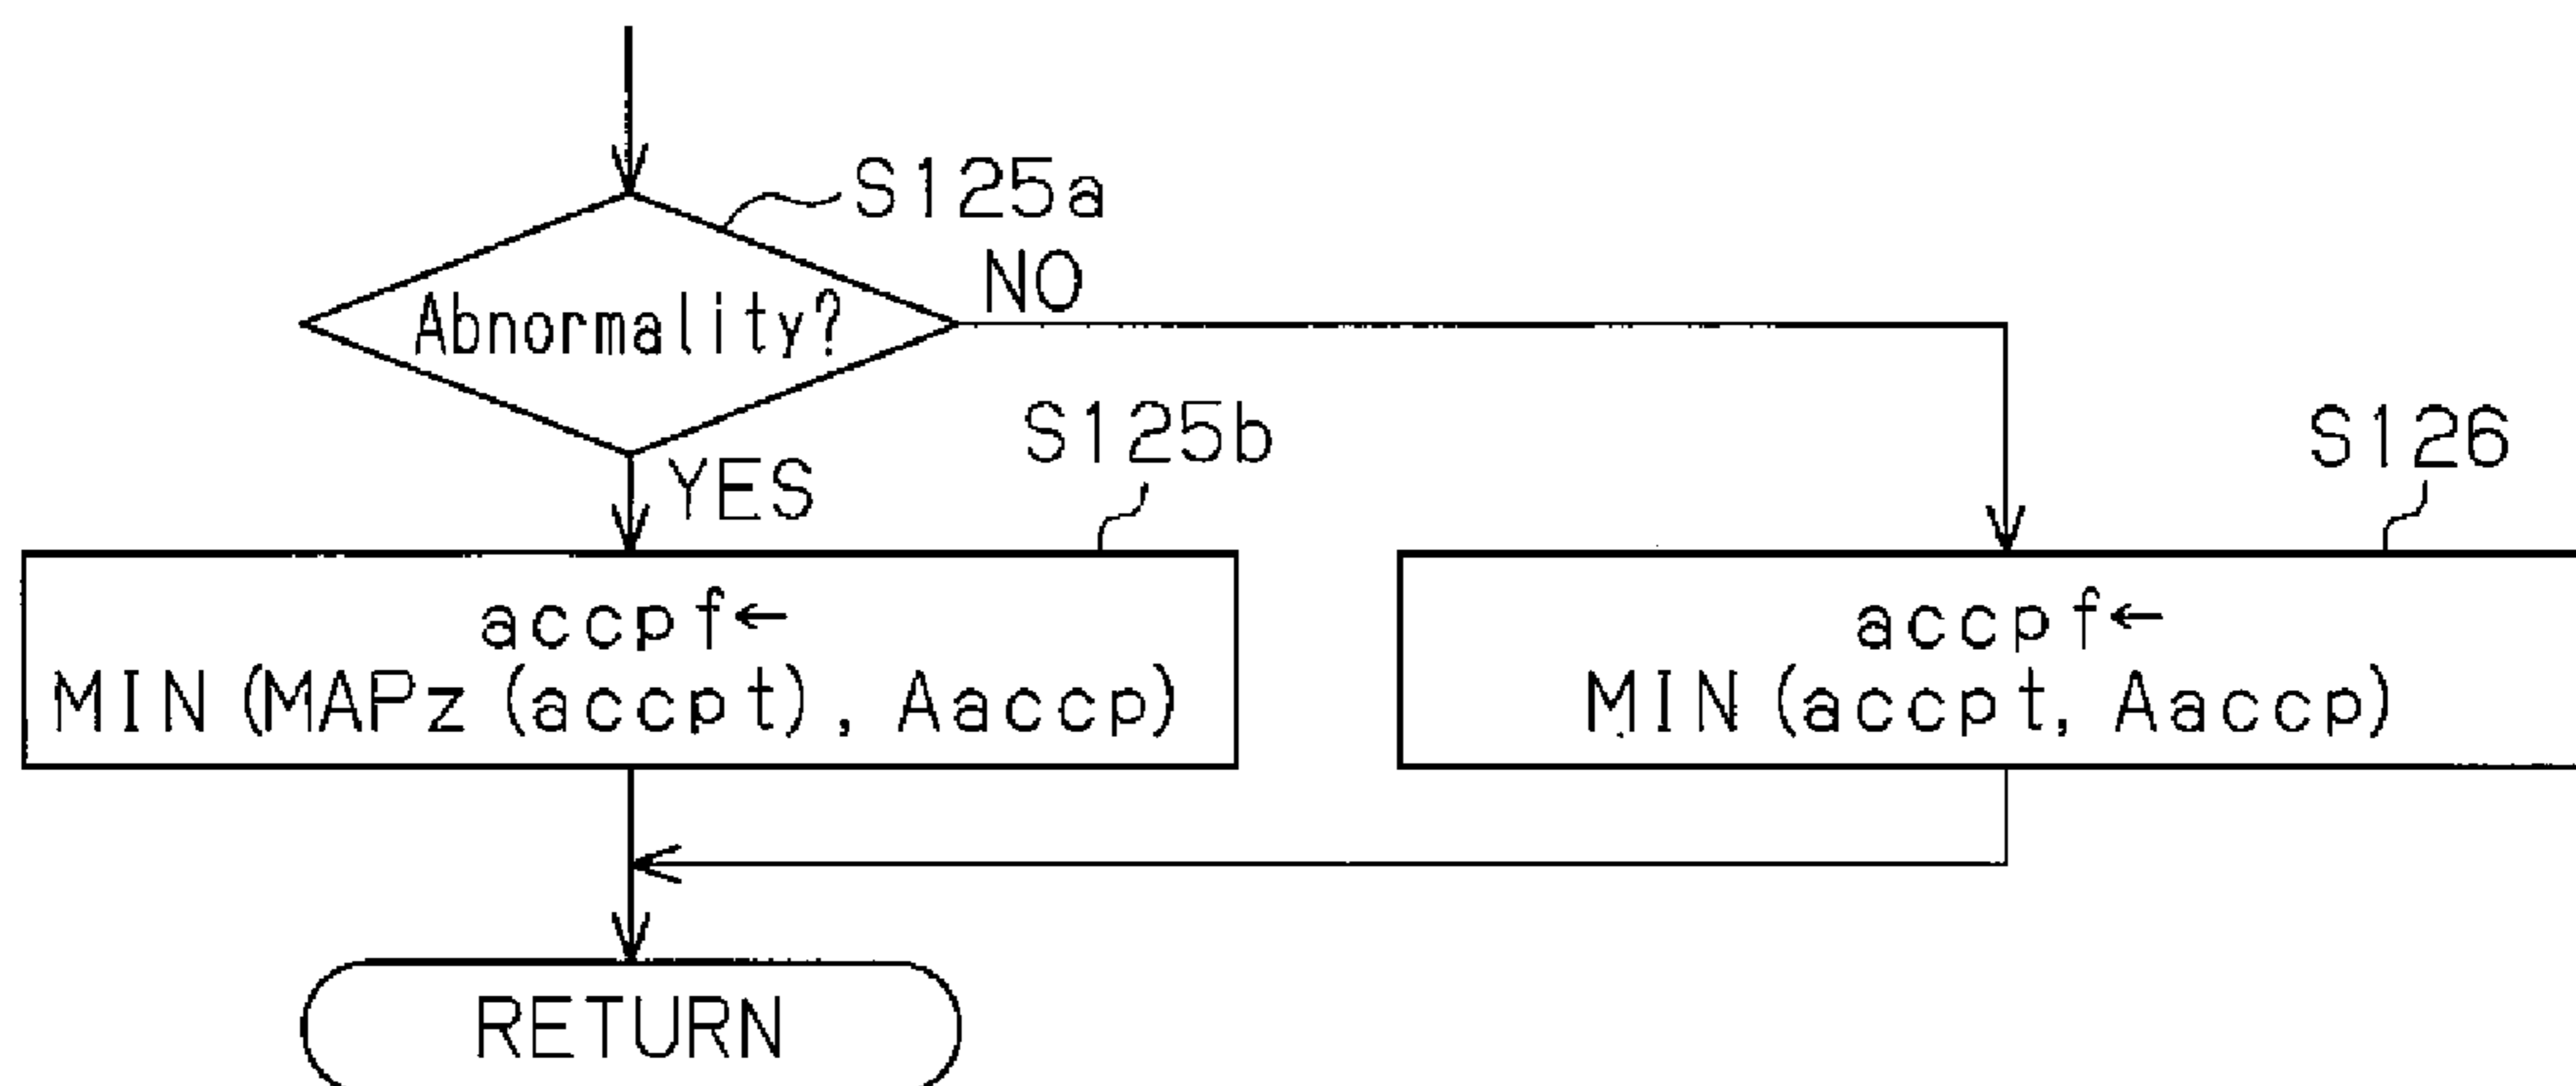 S125a
Abnormality?
NO
YES
S125b
S126
accpf←
MIN (MAPz (accpt), Aaccp)
accpf←
MIN (accpt, Aaccp)
RETURN